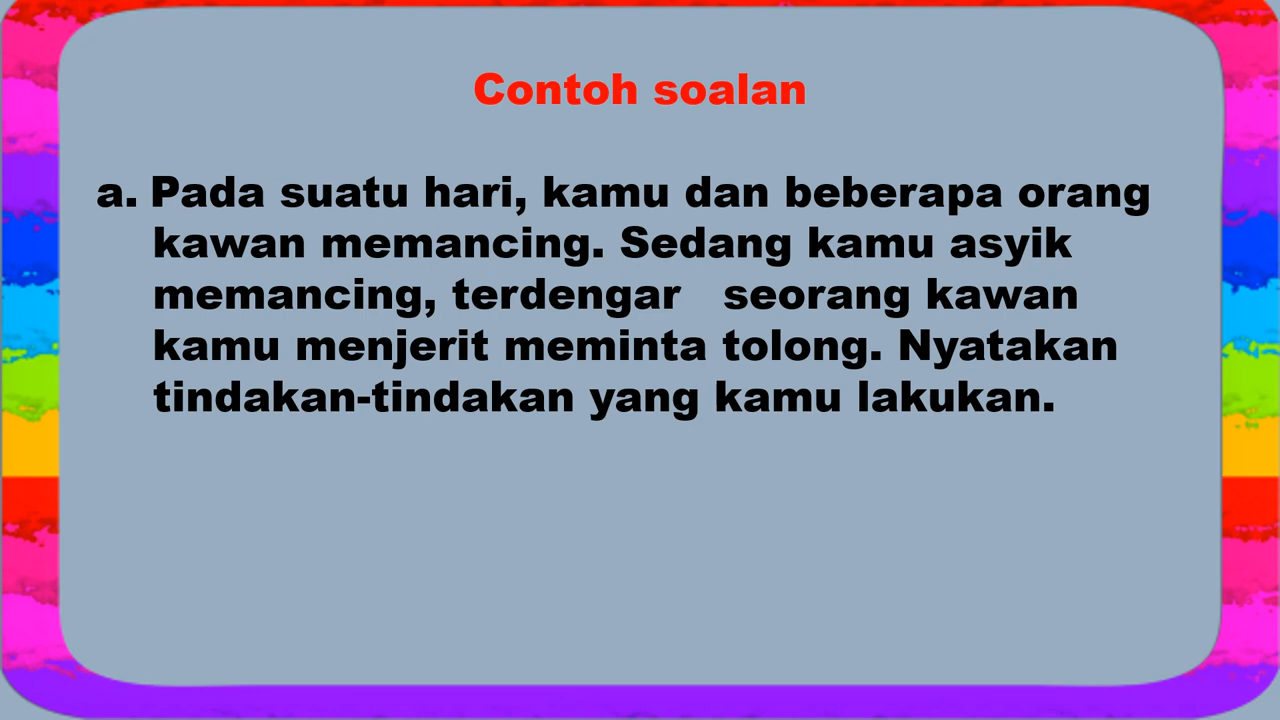 Contoh soalan
a. Pada suatu hari, kamu dan beberapa orang
kawan memancing. Sedang kamu asyik
memancing, terdengar seorang kawan
kamu menjerit meminta tolong. Nyatakan
tindakan-tindakan yang kamu lakukan.